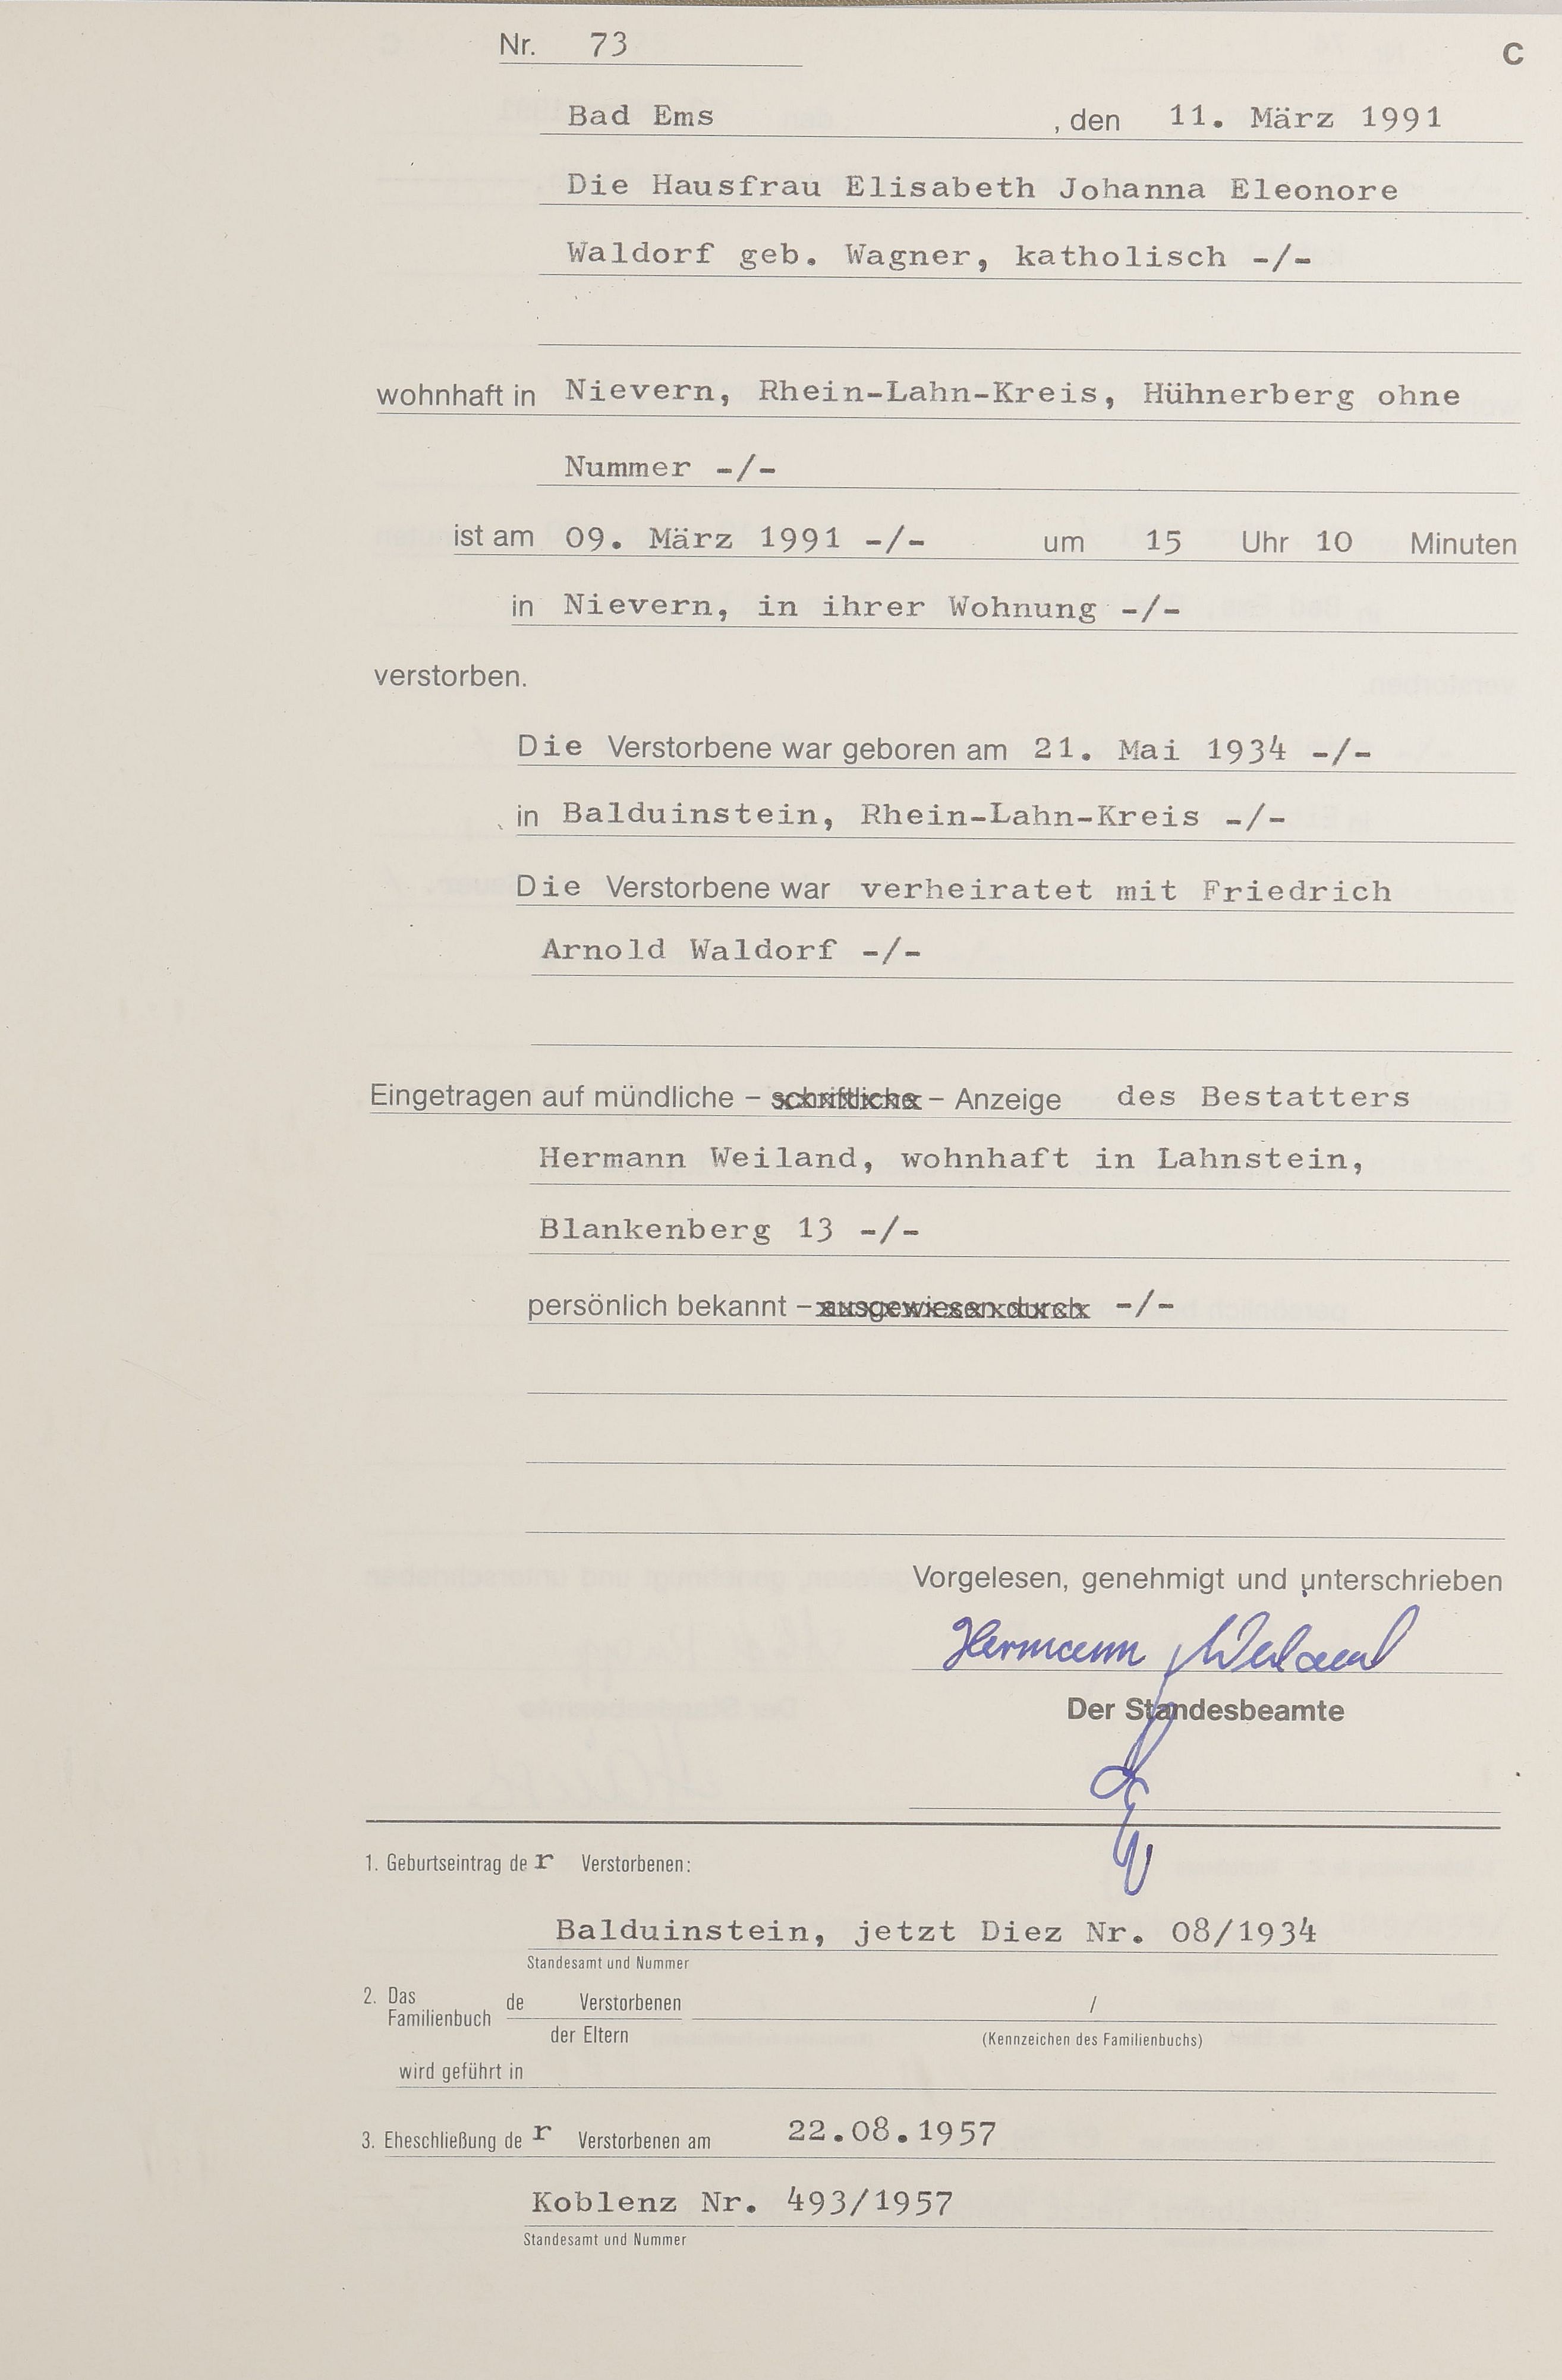 Nr. 73 C
Bad Ems , den 11. März 1991
Die Hausfrau Elisabeth Johanna Eleonore
Waldorf geb. Wagner, katholisch -/-
wohnhaft in Nievern, Rhein-Lahn-Kreis, Hühnerberg ohne
Nummer -/-
ist am 09. März 1991 -/- um 15 Uhr 10 Minuten
in Nievern, in ihrer Wohnung -/-
verstorben.
Die Verstorbene war geboren am 21. Mai 1934 -/-
in Balduinstein, Rhein-Lahn-Kreis -/-
Die Verstorbene war verheiratet mit Friedrich
Arnold Waldorf -/-
Eingetragen auf mündliche – schriftliche – Anzeige des Bestatters
Hermann Weiland, wohnhaft in Lahnstein,
Blankenberg 13 -/-
persönlich bekannt – ausgewiesen durch -/-
Vorgelesen, genehmigt und unterschrieben
Hermann Weiland
Der Standesbeamte
1. Geburtseintrag der Verstorbenen:
Balduinstein, jetzt Diez Nr. 08/1934
Standesamt und Nummer
2. Das Familienbuch de Verstorbenen /
der Eltern (Kennzeichen des Familienbuchs)
wird geführt in
3. Eheschließung der Verstorbenen am 22.08.1957
Koblenz Nr. 493/1957
Standesamt und Nummer